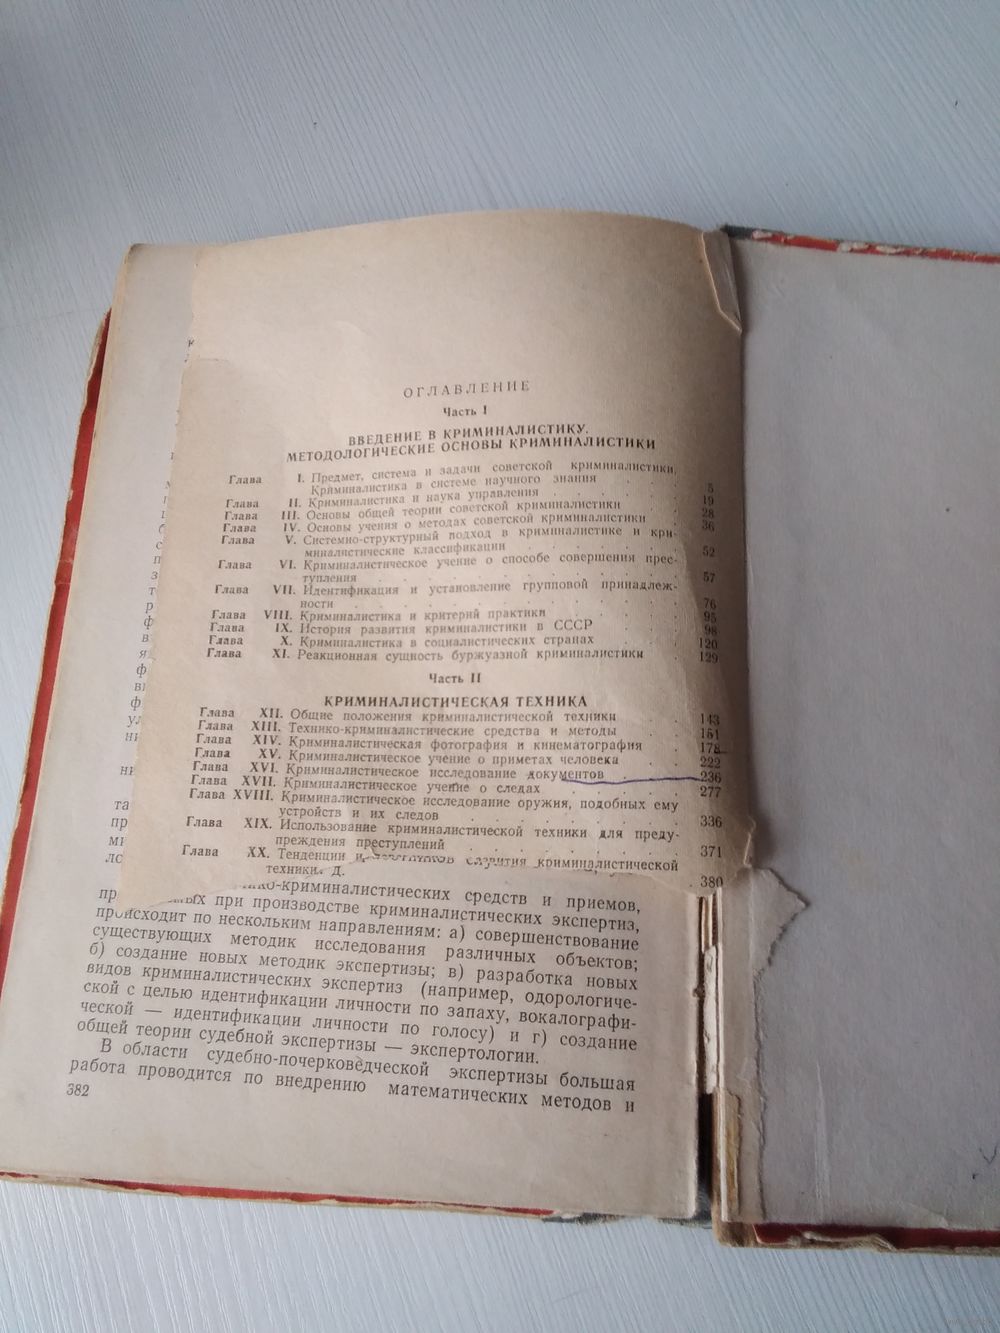 ОГЛАВЛЕНИЕ
Часть I
ВВЕДЕНИЕ В КРИМИНАЛИСТИКУ.
МЕТОДОЛОГИЧЕСКИЕ ОСНОВЫ КРИМИНАЛИСТИКИ
Глава I. Предмет, система и задачи советской криминалистики.
Криминалистика в системе научного знания . . . 5
Глава II. Криминалистика и наука управления . . . . 19
Глава III. Основы общей теории советской криминалистики . . 28
Глава IV. Основы учения о методах советской криминалистики . 36
Глава V. Системно-структурный подход в криминалистике и кри-
миналистические классификации . . . . . 52
Глава VI. Криминалистическое учение о способе совершения прес-
тупления . . . . . . . . . 57
Глава VII. Идентификация и установление групповой принадлеж-
ности . . . . . . . . . 76
Глава VIII. Криминалистика и критерий практики . . . 95
Глава IX. История развития криминалистики в СССР . . . 98
Глава X. Криминалистика в социалистических странах . . . 120
Глава XI. Реакционная сущность буржуазной криминалистики . . 129
Часть II
КРИМИНАЛИСТИЧЕСКАЯ ТЕХНИКА
Глава XII. Общие положения криминалистической техники . . 143
Глава XIII. Технико-криминалистические средства и методы . . 151
Глава XIV. Криминалистическая фотография и кинематография . 178
Глава XV. Криминалистическое учение о приметах человека . 222
Глава XVI. Криминалистическое исследование документов . 236
Глава XVII. Криминалистическое учение о следах . . . . 277
Глава XVIII. Криминалистическое исследование оружия, подобных ему
устройств и их следов . . . . . . . 336
Глава XIX. Использование криминалистической техники для преду-
преждения преступлений . . . . . . . 371
Глава XX. Тенденции и развития криминалистической
техники . 380
-криминалистических средств и приемов,
при производстве криминалистических экспертиз,
происходит по нескольким направлениям: а) совершенствование
существующих методик исследования различных объектов;
б) создание новых методик экспертизы; в) разработка новых
видов криминалистических экспертиз (например, одорологиче-
ской с целью идентификации личности по запаху, вокалографи-
ческой — идентификации личности по голосу) и г) создание
общей теории судебной экспертизы — экспертологии.
В области судебно-почерковедческой экспертизы большая
работа проводится по внедрению математических методов и
382